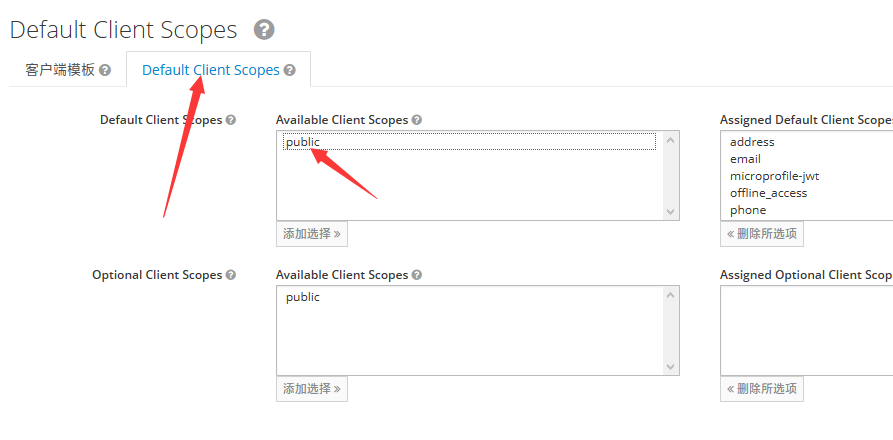 Default Client Scopes
客户端模板 Default Client Scopes
Default Client Scopes Available Client Scopes Assigned Default Client Scopes
public
address
email
microprofile-jwt
offline_access
phone
添加选择 » « 删除所选项
Optional Client Scopes Available Client Scopes Assigned Optional Client Scop
public
添加选择 » « 删除所选项